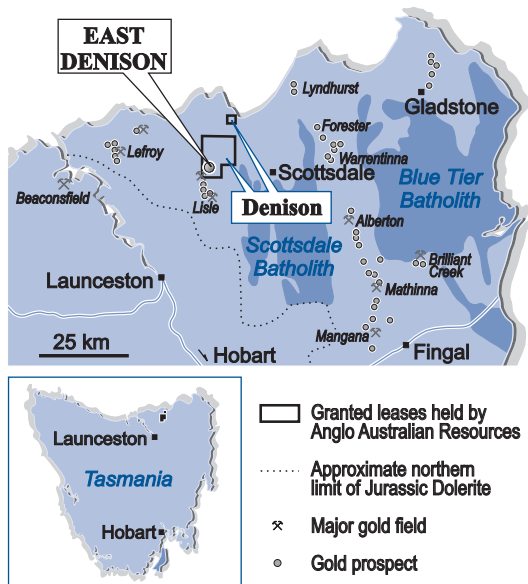 EAST
DENISON
Lyndhurst
Gladstone
Forester
Lefroy
Warrentinna
Scottsdale
Beaconsfield
Blue Tier
Batholith
Lisle
Denison
Alberton
Scottsdale
Batholith
Brilliant
Creek
Launceston
Mathinna
Mangana
25 km
Hobart
Fingal
Launceston
Tasmania
Hobart
Granted leases held by
Anglo Australian Resources
Approximate northern
limit of Jurassic Dolerite
Major gold field
Gold prospect